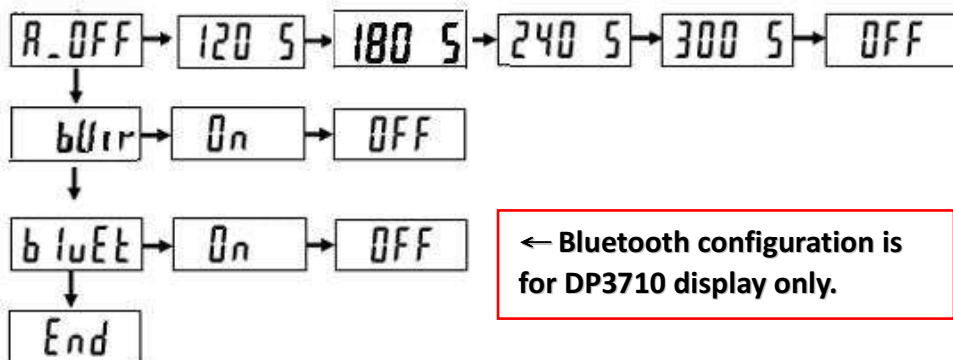 A_OFF 120 S 180 S 240 S 300 S OFF
bUir On OFF
bluEt On OFF
← Bluetooth configuration is
for DP3710 display only.
End